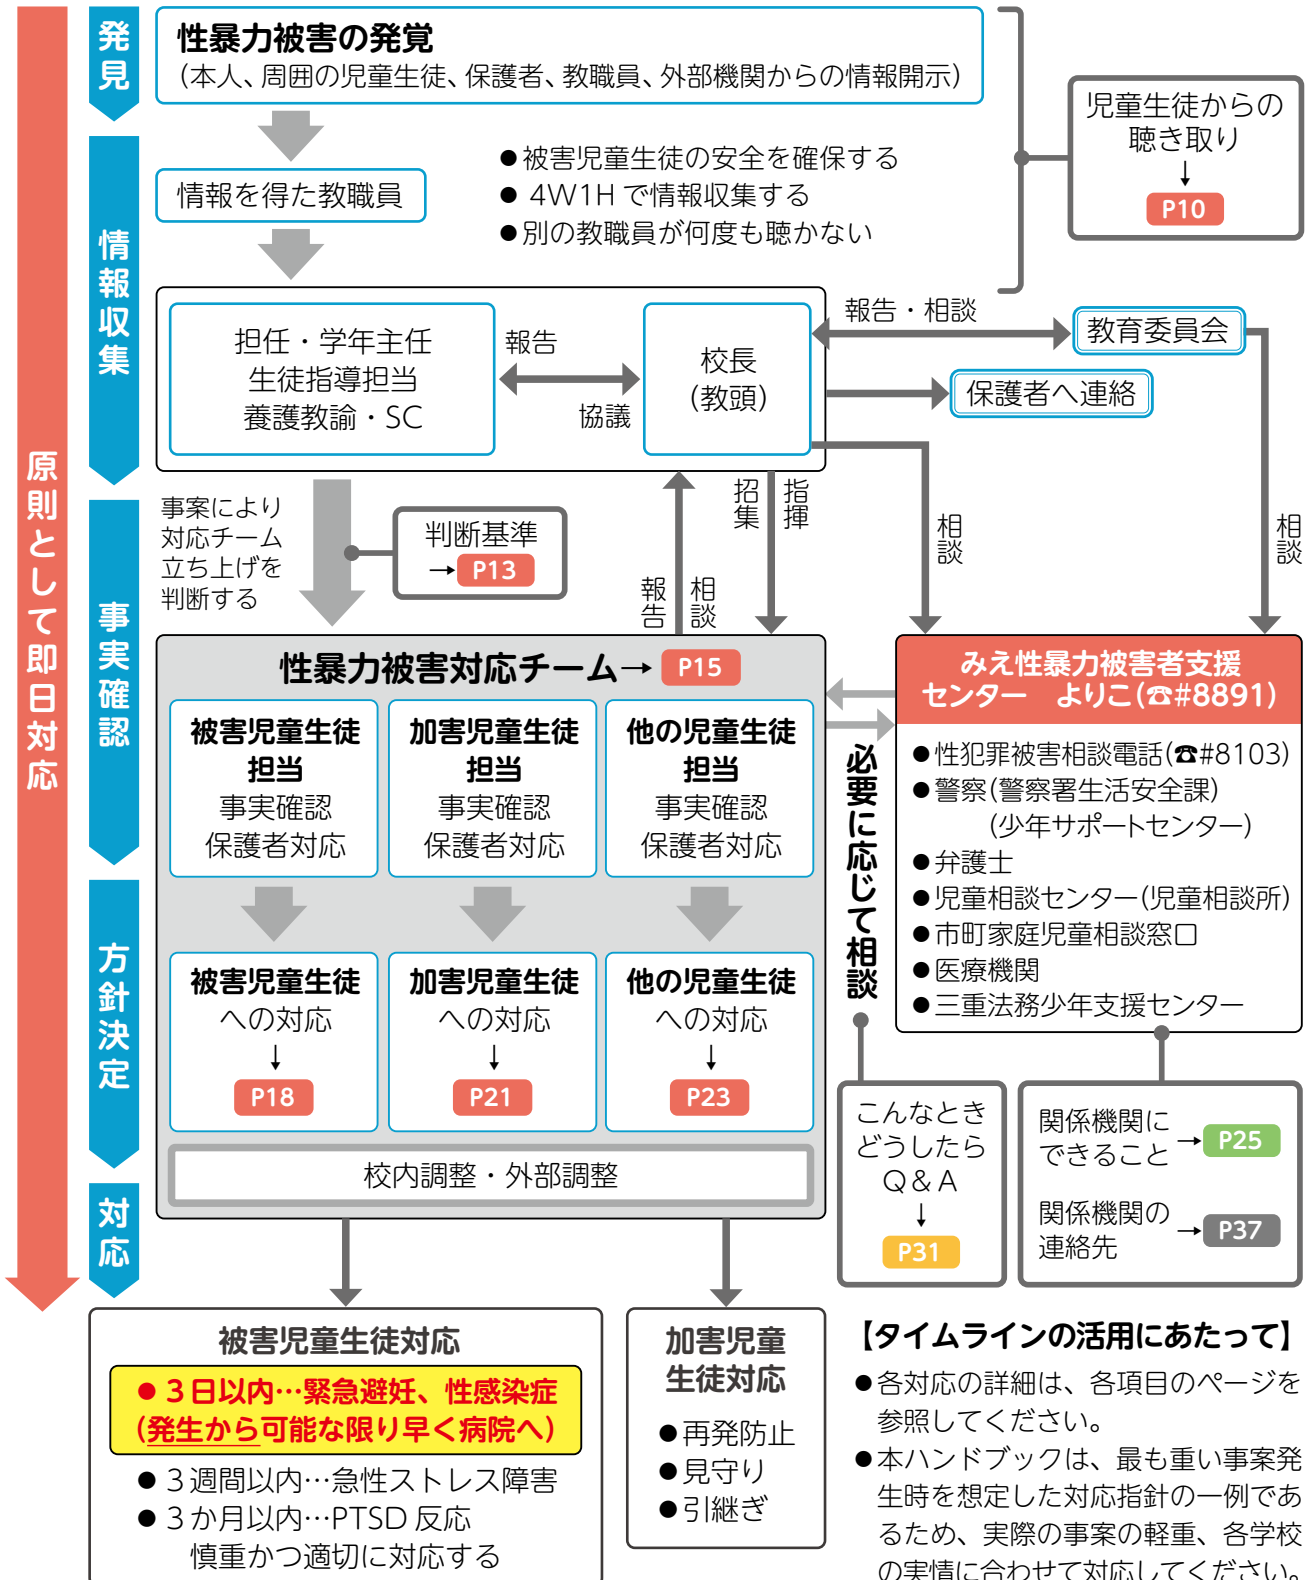 原則として即日対応
発見
情報収集
事実確認
方針決定
対応
性暴力被害の発覚
（本人、周囲の児童生徒、保護者、教職員、外部機関からの情報開示）
情報を得た教職員
●被害児童生徒の安全を確保する
● 4W1Hで情報収集する
●別の教職員が何度も聴かない
児童生徒からの
聴き取り
↓
P10
担任・学年主任
生徒指導担当
養護教諭・SC
報告
協議
校長
(教頭)
報告・相談
教育委員会
保護者へ連絡
相談
相談
事案により
対応チーム
立ち上げを
判断する
判断基準
→ P13
報告
相談
招集
指揮
性暴力被害対応チーム→ P15
被害児童生徒
担当
事実確認
保護者対応
加害児童生徒
担当
事実確認
保護者対応
他の児童生徒
担当
事実確認
保護者対応
被害児童生徒
への対応
↓
P18
加害児童生徒
への対応
↓
P21
他の児童生徒
への対応
↓
P23
校内調整・外部調整
必要に応じて相談
みえ性暴力被害者支援
センター　よりこ(☎#8891)
●性犯罪被害相談電話(☎#8103)
●警察(警察署生活安全課)
(少年サポートセンター)
●弁護士
●児童相談センター(児童相談所)
●市町家庭児童相談窓口
●医療機関
●三重法務少年支援センター
こんなとき
どうしたら
Q＆A
↓
P31
関係機関に
できること → P25
関係機関の
連絡先 → P37
被害児童生徒対応
●３日以内…緊急避妊、性感染症
(発生から可能な限り早く病院へ)
●３週間以内…急性ストレス障害
●３か月以内…PTSD反応
慎重かつ適切に対応する
加害児童
生徒対応
●再発防止
●見守り
●引継ぎ
【タイムラインの活用にあたって】
●各対応の詳細は、各項目のページを
参照してください。
●本ハンドブックは、最も重い事案発
生時を想定した対応指針の一例であ
るため、実際の事案の軽重、各学校
の実情に合わせて対応してください。